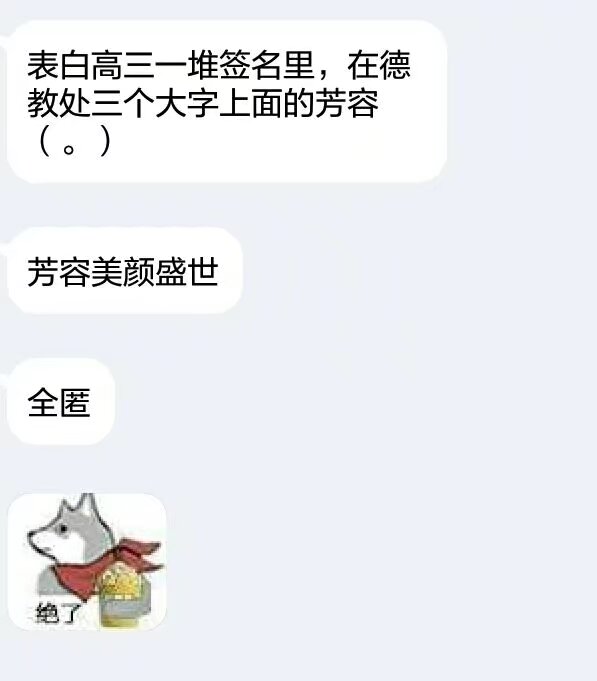 表白高三一堆签名里，在德
教处三个大字上面的芳容
（。）
芳容美颜盛世
全匿
绝了